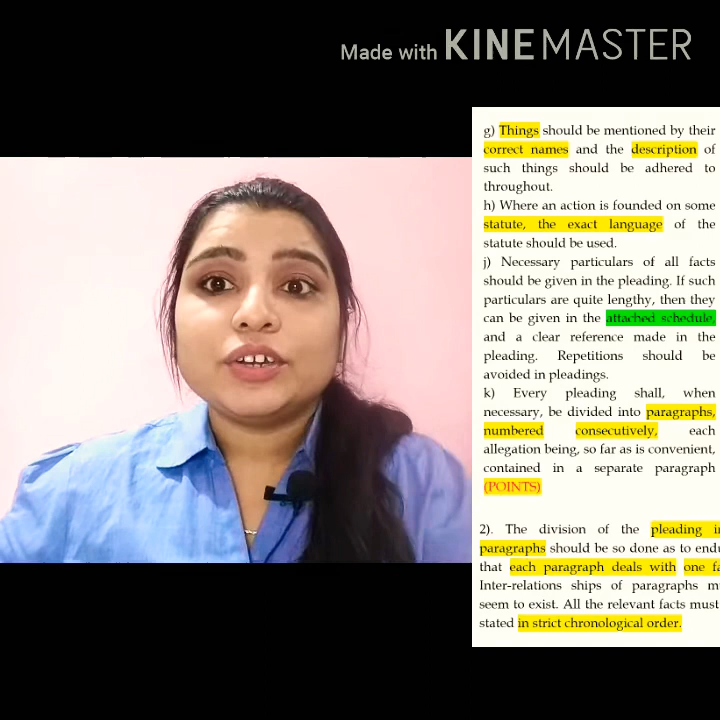 Made with KINEMASTER
g) Things should be mentioned by their
correct names and the description of
such things should be adhered to
throughout.
h) Where an action is founded on some
statute, the exact language of the
statute should be used.
j) Necessary particulars of all facts
should be given in the pleading. If such
particulars are quite lengthy, then they
can be given in the attached schedule,
and a clear reference made in the
pleading. Repetitions should be
avoided in pleadings.
k) Every pleading shall, when
necessary, be divided into paragraphs,
numbered consecutively, each
allegation being, so far as is convenient,
contained in a separate paragraph
(POINTS)
2). The division of the pleading in
paragraphs should be so done as to
that each paragraph deals with one
Inter-relations ships of paragraphs
seem to exist. All the relevant facts must
stated in strict chronological order.